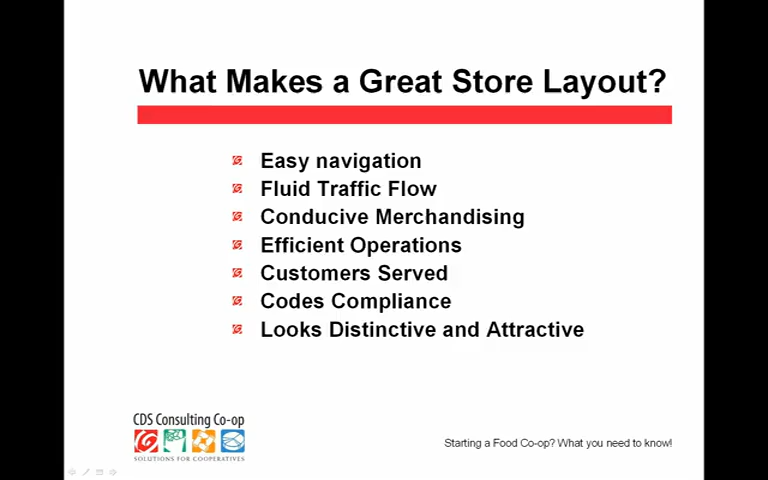 What Makes a Great Store Layout?
Easy navigation
Fluid Traffic Flow
Conducive Merchandising
Efficient Operations
Customers Served
Codes Compliance
Looks Distinctive and Attractive
CDS Consulting Co-op
SOLUTIONS FOR COOPERATIVES
Starting a Food Co-op? What you need to know!